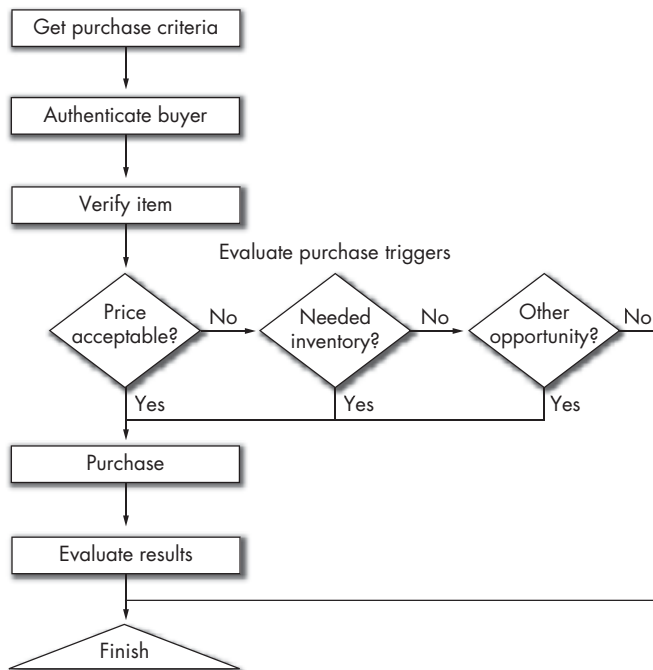 Get purchase criteria
Authenticate buyer
Verify item
Evaluate purchase triggers
Price
acceptable?
No
Needed
inventory?
No
Other
opportunity?
No
Yes
Yes
Yes
Purchase
Evaluate results
Finish